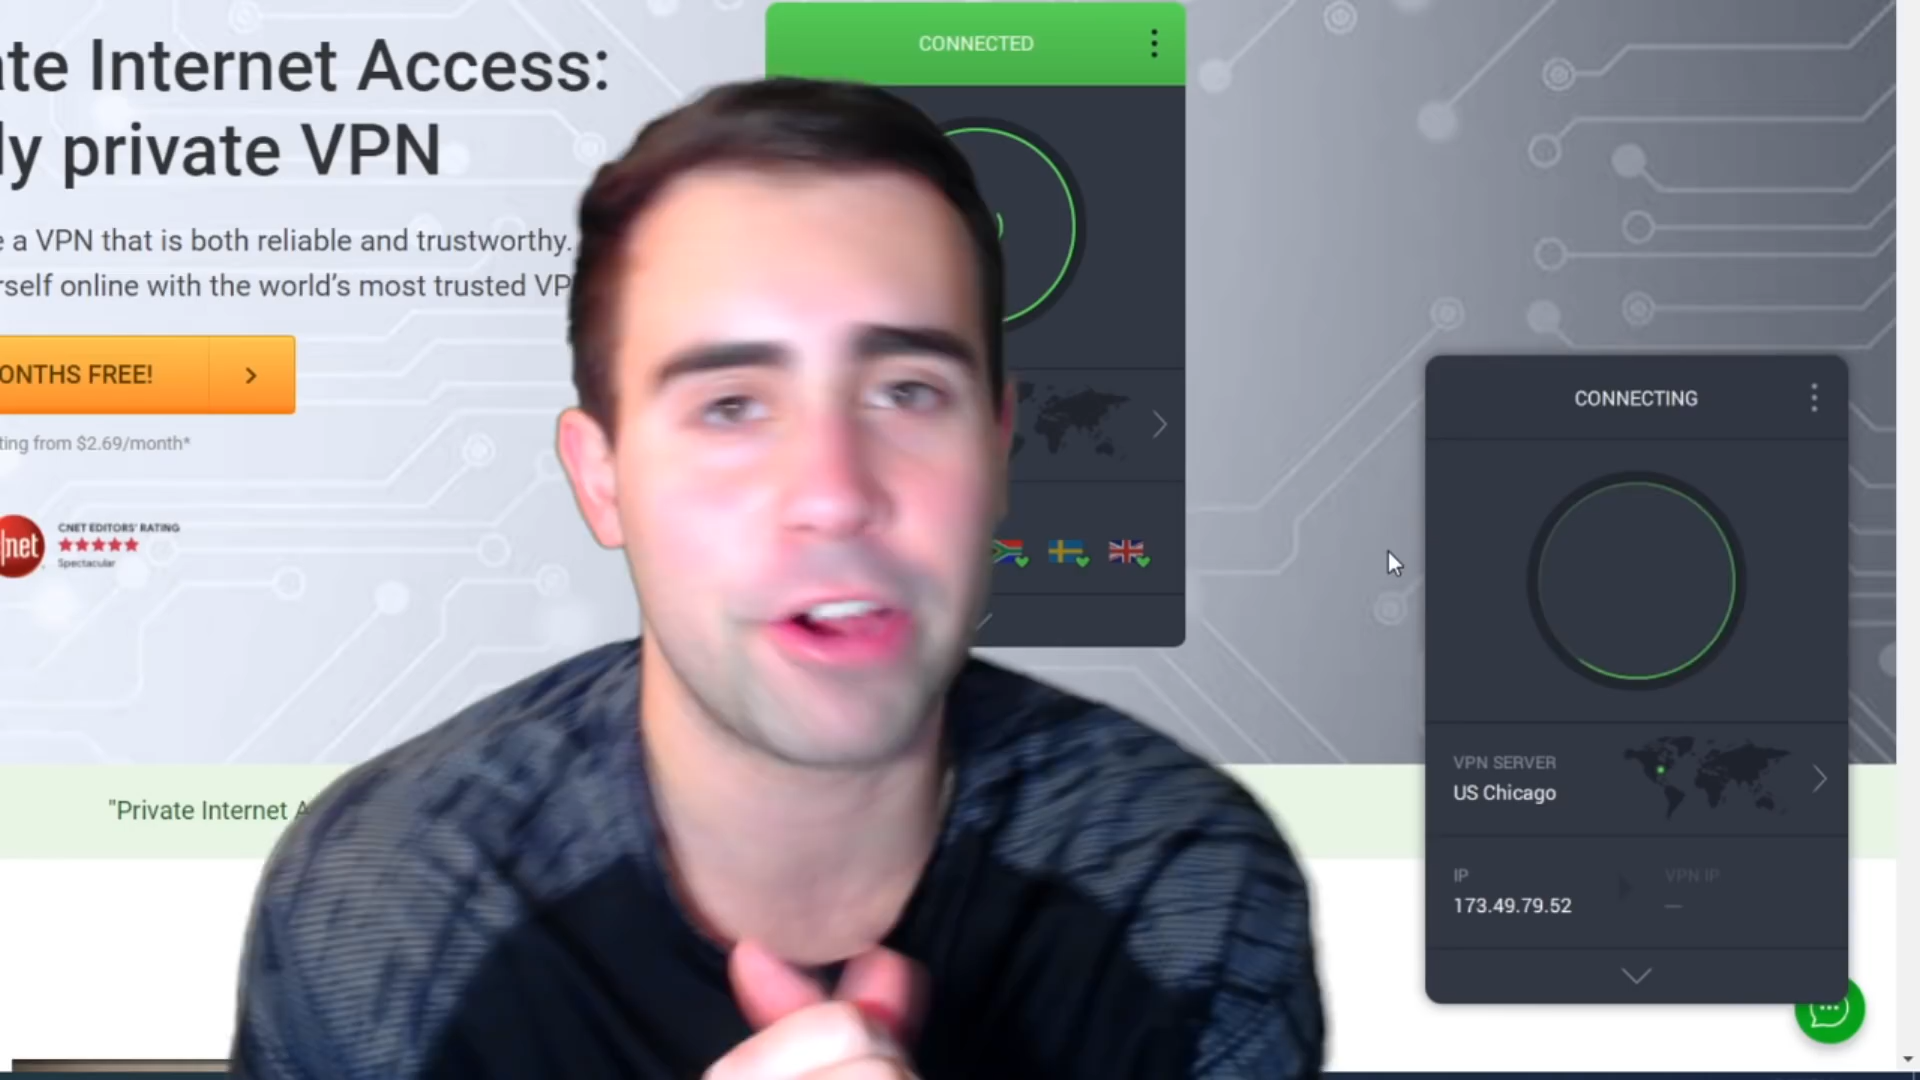 ate Internet Access:
ly private VPN
e a VPN that is both reliable and trustworthy.
rself online with the world's most trusted VP
ONTHS FREE!
ting from $2.69/month*
net
CNET EDITORS' RATING
Spectacular
"Private Internet A
CONNECTED
CONNECTING
VPN SERVER
US Chicago
IP
VPN IP
173.49.79.52